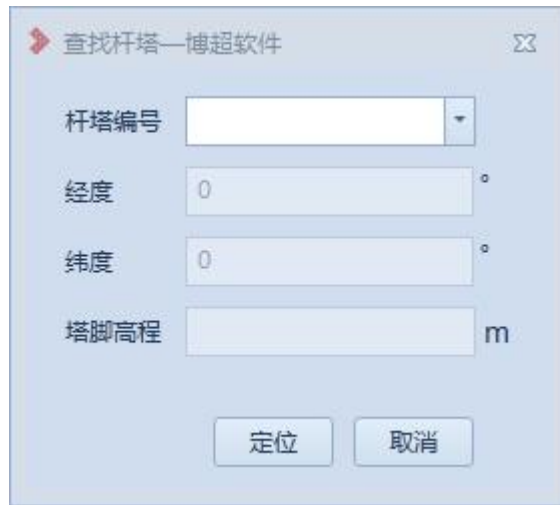 查找杆塔—博超软件
杆塔编号
经度 0 °
纬度 0 °
塔脚高程 m
定位 取消